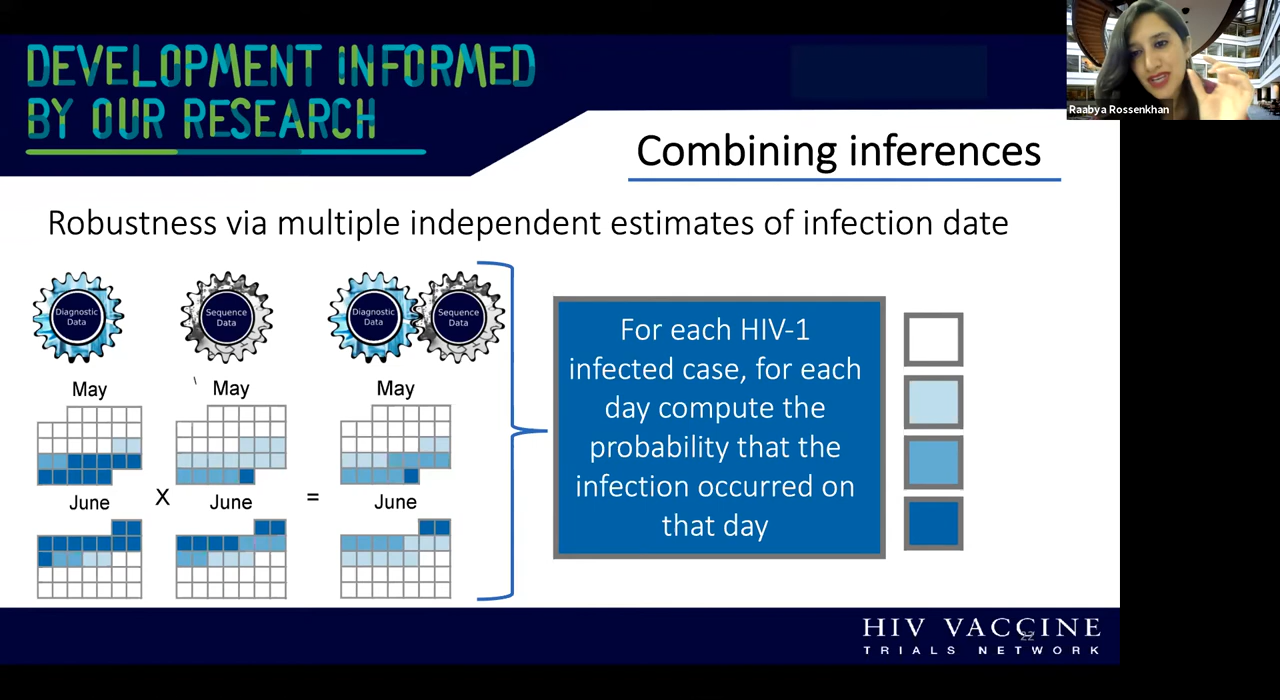 DEVELOPMENT INFORMED
BY OUR RESEARCH
Raabya Rossenkhan
Combining inferences
Robustness via multiple independent estimates of infection date
Diagnostic
Data
Sequence
Data
Diagnostic
Data
Sequence
Data
May
May
May
June
X
June
=
June
For each HIV-1
infected case, for each
day compute the
probability that the
infection occurred on
that day
HIV VACCINE
TRIALS NETWORK
22